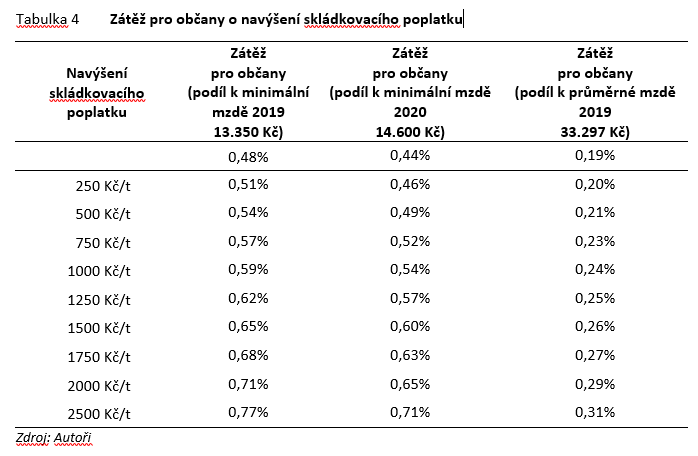 Tabulka 4 Zátěž pro občany o navýšení skládkovacího poplatku
Navýšení skládkovacího poplatku
Zátěž pro občany (podíl k minimální mzdě 2019 13.350 Kč)
Zátěž pro občany (podíl k minimální mzdě 2020 14.600 Kč)
Zátěž pro občany (podíl k průměrné mzdě 2019 33.297 Kč)
0,48% 0,44% 0,19%
250 Kč/t 0,51% 0,46% 0,20%
500 Kč/t 0,54% 0,49% 0,21%
750 Kč/t 0,57% 0,52% 0,23%
1000 Kč/t 0,59% 0,54% 0,24%
1250 Kč/t 0,62% 0,57% 0,25%
1500 Kč/t 0,65% 0,60% 0,26%
1750 Kč/t 0,68% 0,63% 0,27%
2000 Kč/t 0,71% 0,65% 0,29%
2500 Kč/t 0,77% 0,71% 0,31%
Zdroj: Autoři